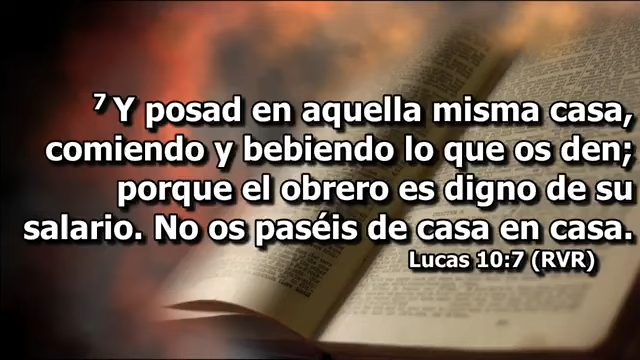 ⁷ Y posad en aquella misma casa,
comiendo y bebiendo lo que os den;
porque el obrero es digno de su
salario. No os paséis de casa en casa.
Lucas 10:7 (RVR)